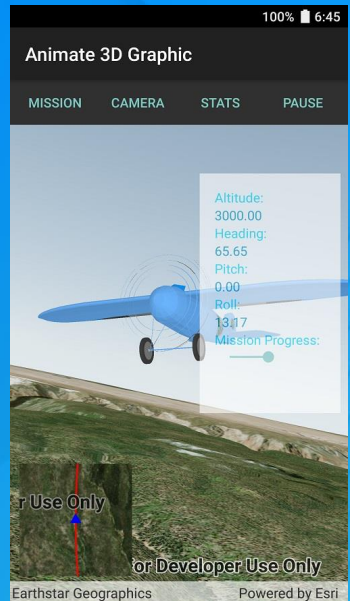 100% 6:45
Animate 3D Graphic
MISSION CAMERA STATS PAUSE
Altitude:
3000.00
Heading:
65.65
Pitch:
0.00
Roll:
13.17
Mission Progress:
r Use Only
or Developer Use Only
Earthstar Geographics Powered by Esri